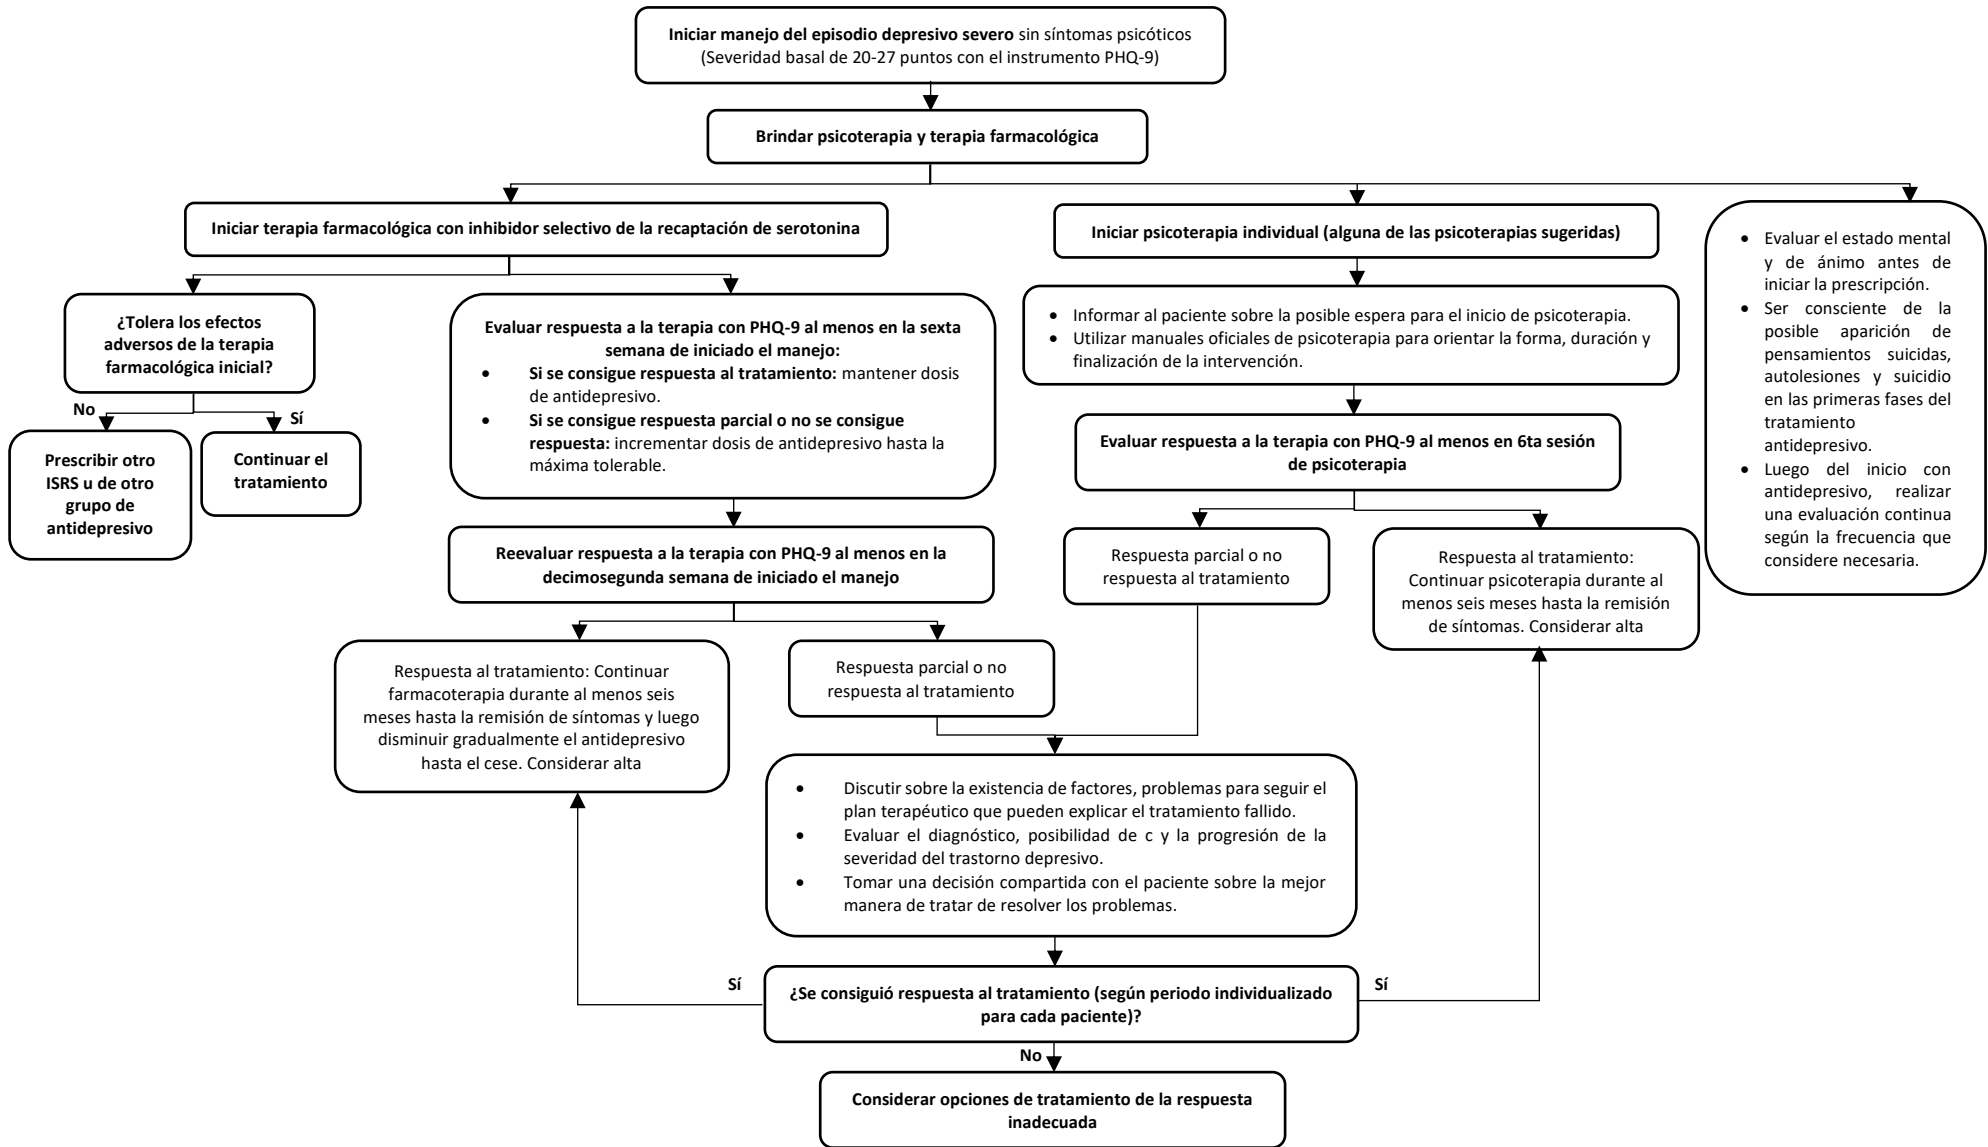 Iniciar manejo del episodio depresivo severo sin síntomas psicóticos
(Severidad basal de 20-27 puntos con el instrumento PHQ-9)
Brindar psicoterapia y terapia farmacológica
Iniciar terapia farmacológica con inhibidor selectivo de la recaptación de serotonina
¿Tolera los efectos
adversos de la terapia
farmacológica inicial?
No
Sí
Prescribir otro
ISRS u de otro
grupo de
antidepresivo
Continuar el
tratamiento
Evaluar respuesta a la terapia con PHQ-9 al menos en la sexta
semana de iniciado el manejo:
• Si se consigue respuesta al tratamiento: mantener dosis
de antidepresivo.
• Si se consigue respuesta parcial o no se consigue
respuesta: incrementar dosis de antidepresivo hasta la
máxima tolerable.
Reevaluar respuesta a la terapia con PHQ-9 al menos en la
decimosegunda semana de iniciado el manejo
Respuesta al tratamiento: Continuar
farmacoterapia durante al menos seis
meses hasta la remisión de síntomas y luego
disminuir gradualmente el antidepresivo
hasta el cese. Considerar alta
Respuesta parcial o no
respuesta al tratamiento
Iniciar psicoterapia individual (alguna de las psicoterapias sugeridas)
• Informar al paciente sobre la posible espera para el inicio de psicoterapia.
• Utilizar manuales oficiales de psicoterapia para orientar la forma, duración y
finalización de la intervención.
Evaluar respuesta a la terapia con PHQ-9 al menos en 6ta sesión
de psicoterapia
Respuesta parcial o no
respuesta al tratamiento
Respuesta al tratamiento:
Continuar psicoterapia durante al
menos seis meses hasta la remisión
de síntomas. Considerar alta
• Evaluar el estado mental
y de ánimo antes de
iniciar la prescripción.
• Ser consciente de la
posible aparición de
pensamientos suicidas,
autolesiones y suicidio
en las primeras fases del
tratamiento
antidepresivo.
• Luego del inicio con
antidepresivo, realizar
una evaluación continua
según la frecuencia que
considere necesaria.
• Discutir sobre la existencia de factores, problemas para seguir el
plan terapéutico que pueden explicar el tratamiento fallido.
• Evaluar el diagnóstico, posibilidad de c y la progresión de la
severidad del trastorno depresivo.
• Tomar una decisión compartida con el paciente sobre la mejor
manera de tratar de resolver los problemas.
Sí
¿Se consiguió respuesta al tratamiento (según periodo individualizado
para cada paciente)?
Sí
No
Considerar opciones de tratamiento de la respuesta
inadecuada